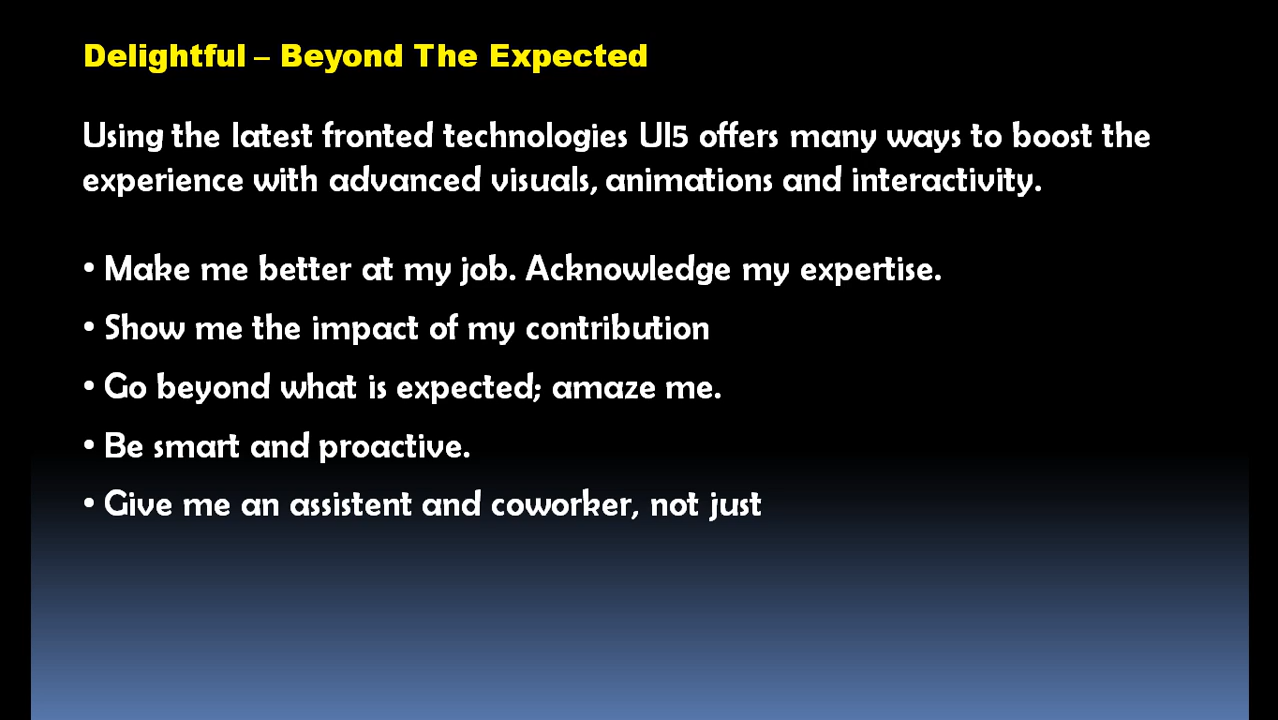 Delightful – Beyond The Expected
Using the latest fronted technologies UI5 offers many ways to boost the
experience with advanced visuals, animations and interactivity.
• Make me better at my job. Acknowledge my expertise.
• Show me the impact of my contribution
• Go beyond what is expected; amaze me.
• Be smart and proactive.
• Give me an assistent and coworker, not just